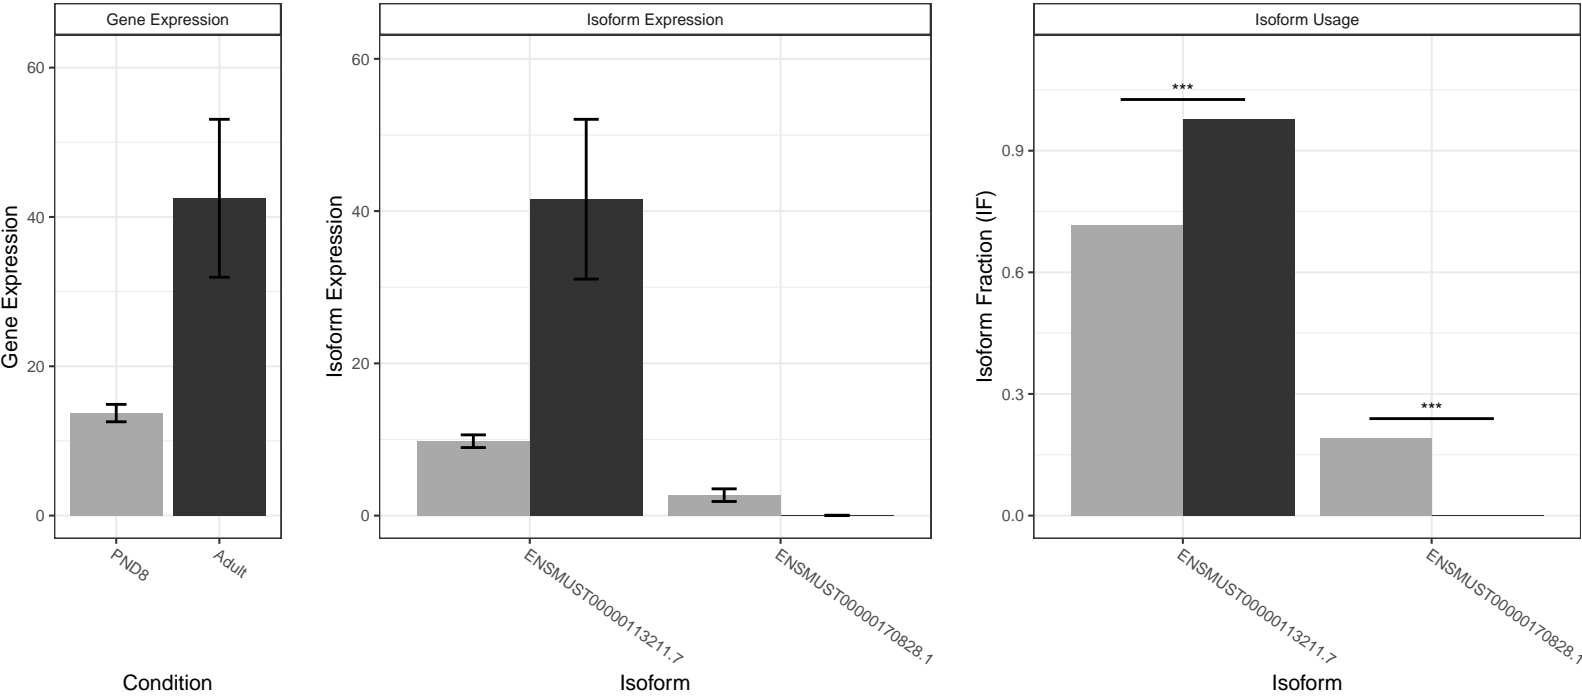 Gene Expression
Gene Expression
60
40
20
0
PND8
Adult
Condition
Isoform Expression
Isoform Expression
60
40
20
0
ENSMUST00000113211.7
ENSMUST00000170828.1
Isoform
Isoform Usage
Isoform Fraction (IF)
0.9
0.6
0.3
0.0
***
***
ENSMUST00000113211.7
ENSMUST00000170828.1
Isoform